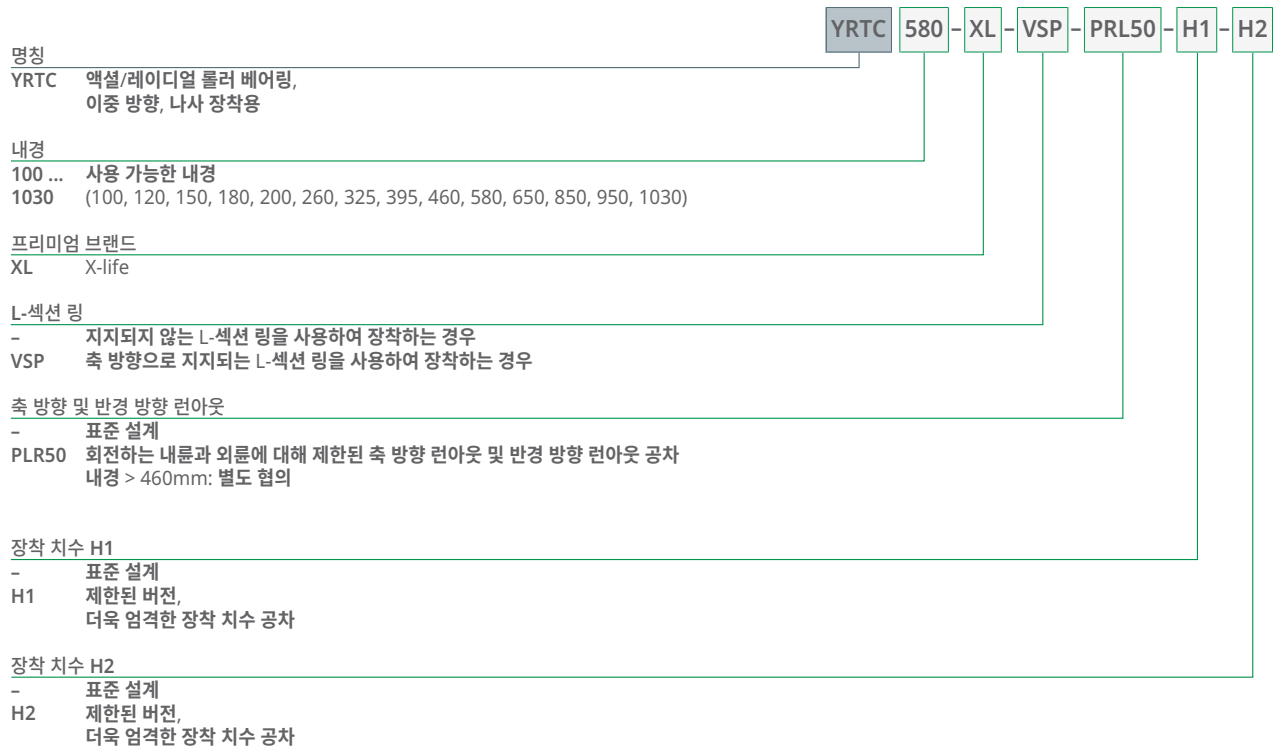 YRTC 580 – XL – VSP – PRL50 – H1 – H2
명칭
YRTC 액셜/레이디얼 롤러 베어링,
이중 방향, 나사 장착용
내경
100 ... 사용 가능한 내경
1030 (100, 120, 150, 180, 200, 260, 325, 395, 460, 580, 650, 850, 950, 1030)
프리미엄 브랜드
XL X-life
L-섹션 링
– 지지되지 않는 L-섹션 링을 사용하여 장착하는 경우
VSP 축 방향으로 지지되는 L-섹션 링을 사용하여 장착하는 경우
축 방향 및 반경 방향 런아웃
– 표준 설계
PLR50 회전하는 내륜과 외륜에 대해 제한된 축 방향 런아웃 및 반경 방향 런아웃 공차
내경 > 460mm: 별도 협의
장착 치수 H1
– 표준 설계
H1 제한된 버전,
더욱 엄격한 장착 치수 공차
장착 치수 H2
– 표준 설계
H2 제한된 버전,
더욱 엄격한 장착 치수 공차